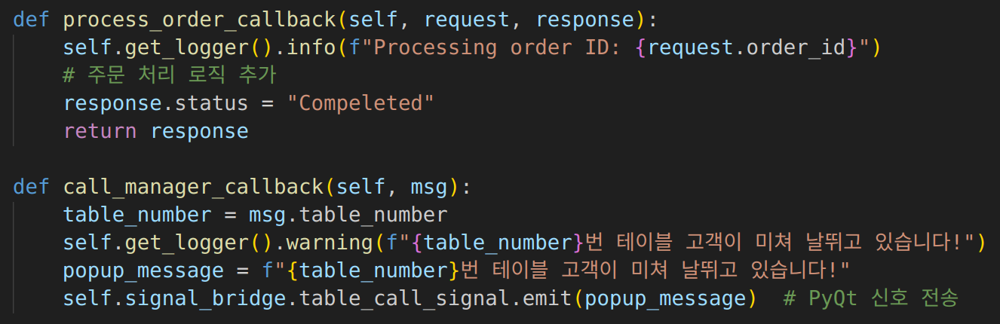 def process_order_callback(self, request, response):
    self.get_logger().info(f"Processing order ID: {request.order_id}")
    # 주문 처리 로직 추가
    response.status = "Compeleted"
    return response

def call_manager_callback(self, msg):
    table_number = msg.table_number
    self.get_logger().warning(f"{table_number}번 테이블 고객이 미쳐 날뛰고 있습니다!")
    popup_message = f"{table_number}번 테이블 고객이 미쳐 날뛰고 있습니다!"
    self.signal_bridge.table_call_signal.emit(popup_message)  # PyQt 신호 전송